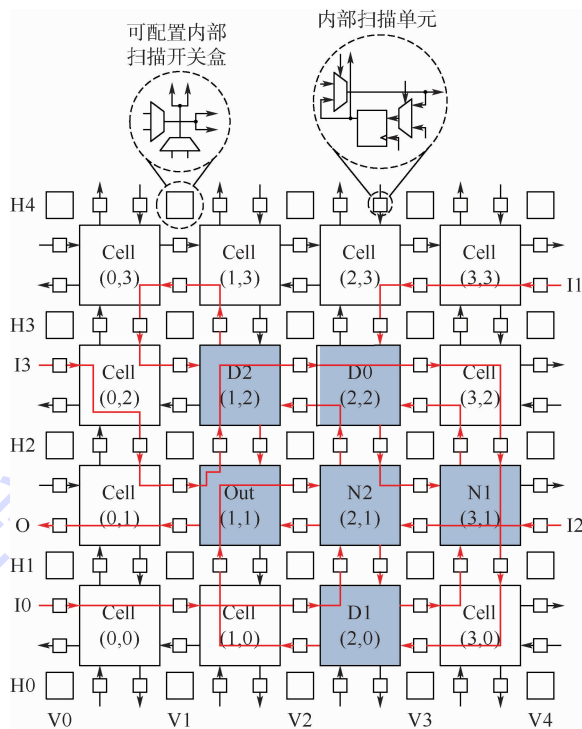 可配置内部
扫描开关盒
内部扫描单元
H4
Cell
(0,3)
Cell
(1,3)
Cell
(2,3)
Cell
(3,3)
I1
H3
I3
Cell
(0,2)
D2
(1,2)
D0
(2,2)
Cell
(3,2)
H2
Cell
(0,1)
Out
(1,1)
N2
(2,1)
N1
(3,1)
O
I2
H1
I0
Cell
(0,0)
Cell
(1,0)
D1
(2,0)
Cell
(3,0)
H0
V0
V1
V2
V3
V4